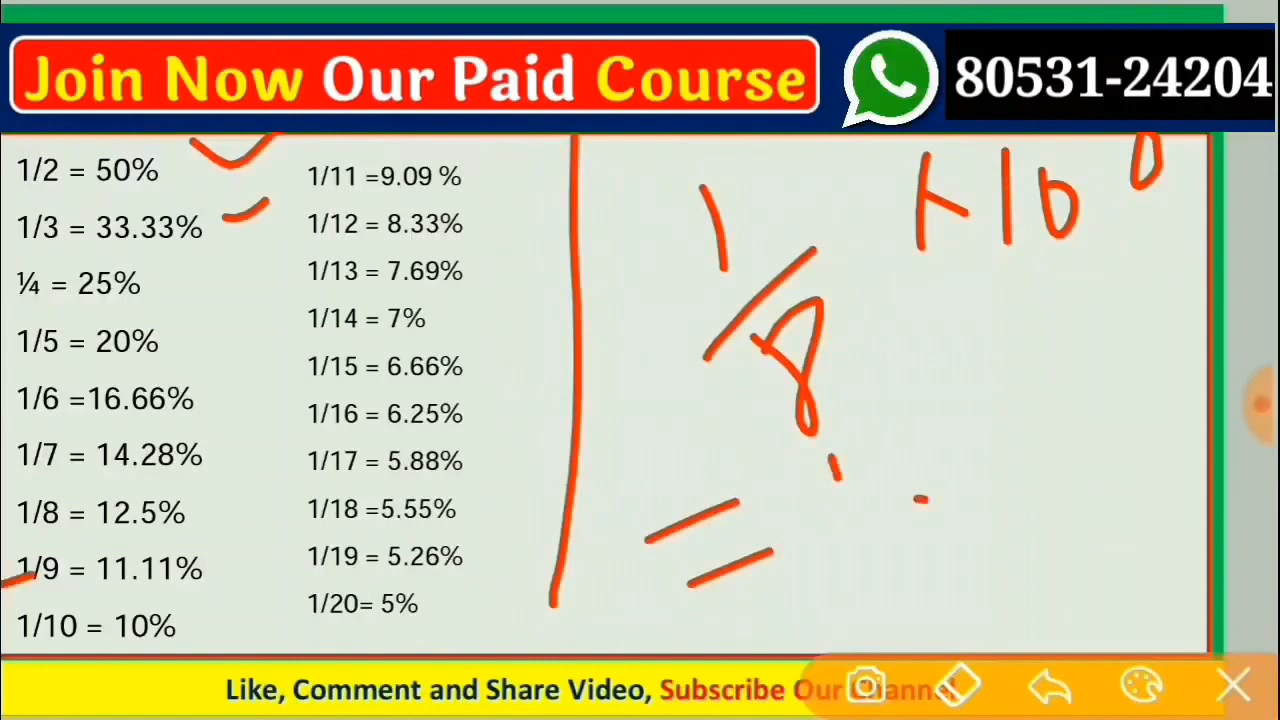 Join Now Our Paid Course
80531-24204
1/2 = 50%
1/3 = 33.33%
¼ = 25%
1/5 = 20%
1/6 =16.66%
1/7 = 14.28%
1/8 = 12.5%
1/9 = 11.11%
1/10 = 10%
1/11 =9.09 %
1/12 = 8.33%
1/13 = 7.69%
1/14 = 7%
1/15 = 6.66%
1/16 = 6.25%
1/17 = 5.88%
1/18 =5.55%
1/19 = 5.26%
1/20= 5%
1/8
×100
=
Like, Comment and Share Video, Subscribe Our Channel